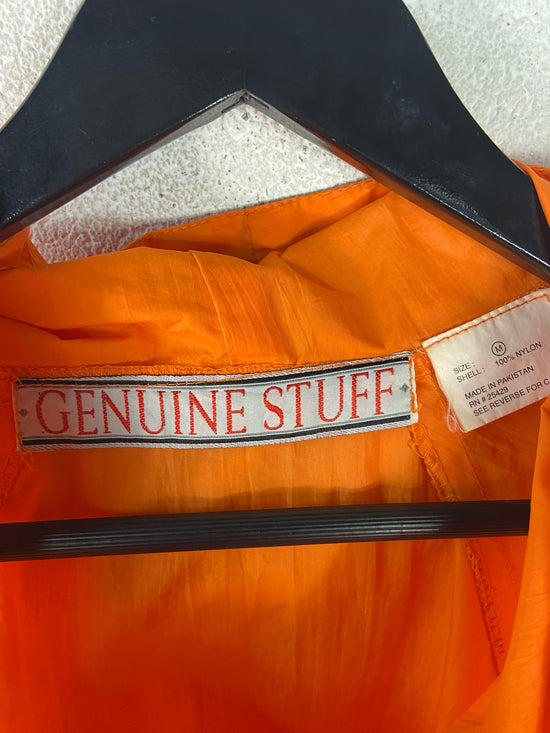 GENUINE STUFF
SIZE : M
SHELL : 100% NYLON
MADE IN PAKISTAN
RN # 25429
SEE REVERSE FOR C